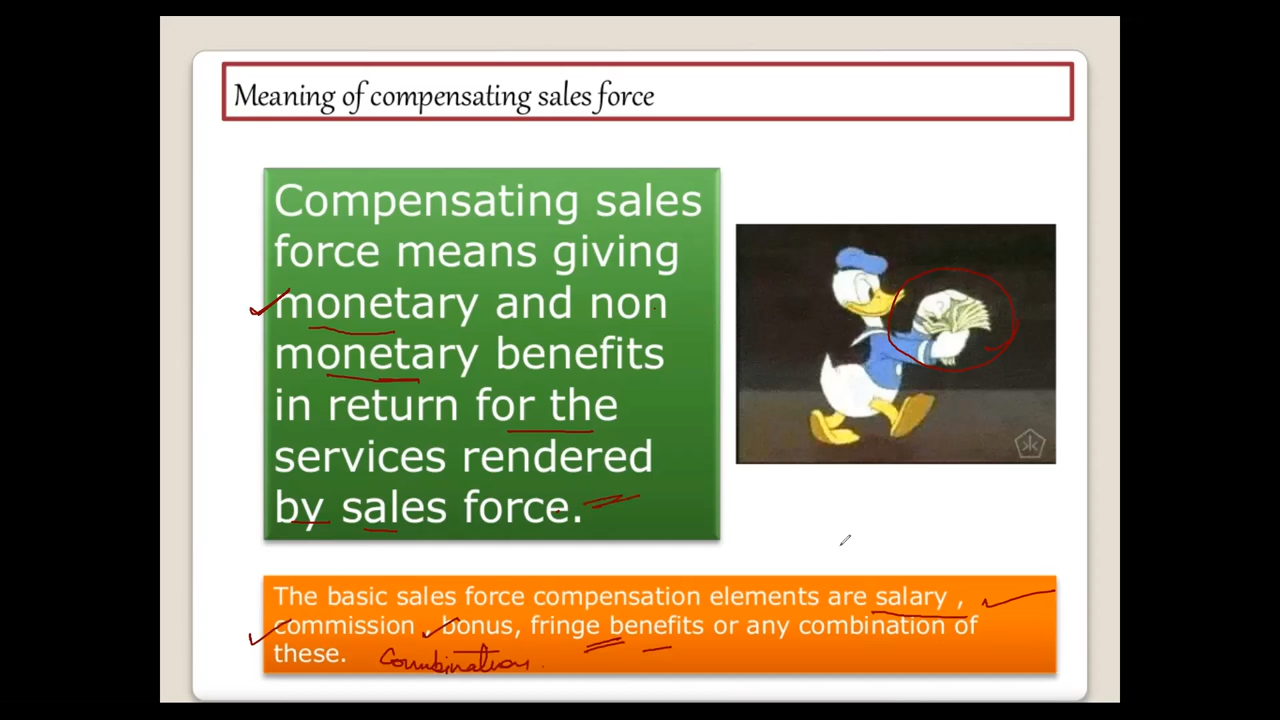 Meaning of compensating sales force
Compensating sales
force means giving
monetary and non
monetary benefits
in return for the
services rendered
by sales force.
The basic sales force compensation elements are salary ,
commission , bonus, fringe benefits or any combination of
these.
Combination